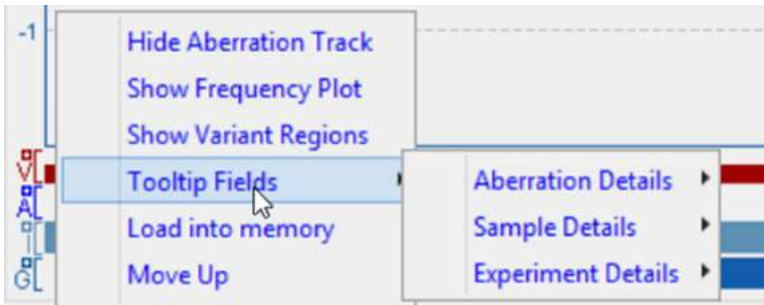 -1
Hide Aberration Track
Show Frequency Plot
Show Variant Regions
Tooltip Fields
Aberration Details
Sample Details
Experiment Details
Load into memory
Move Up
V
A
I
G